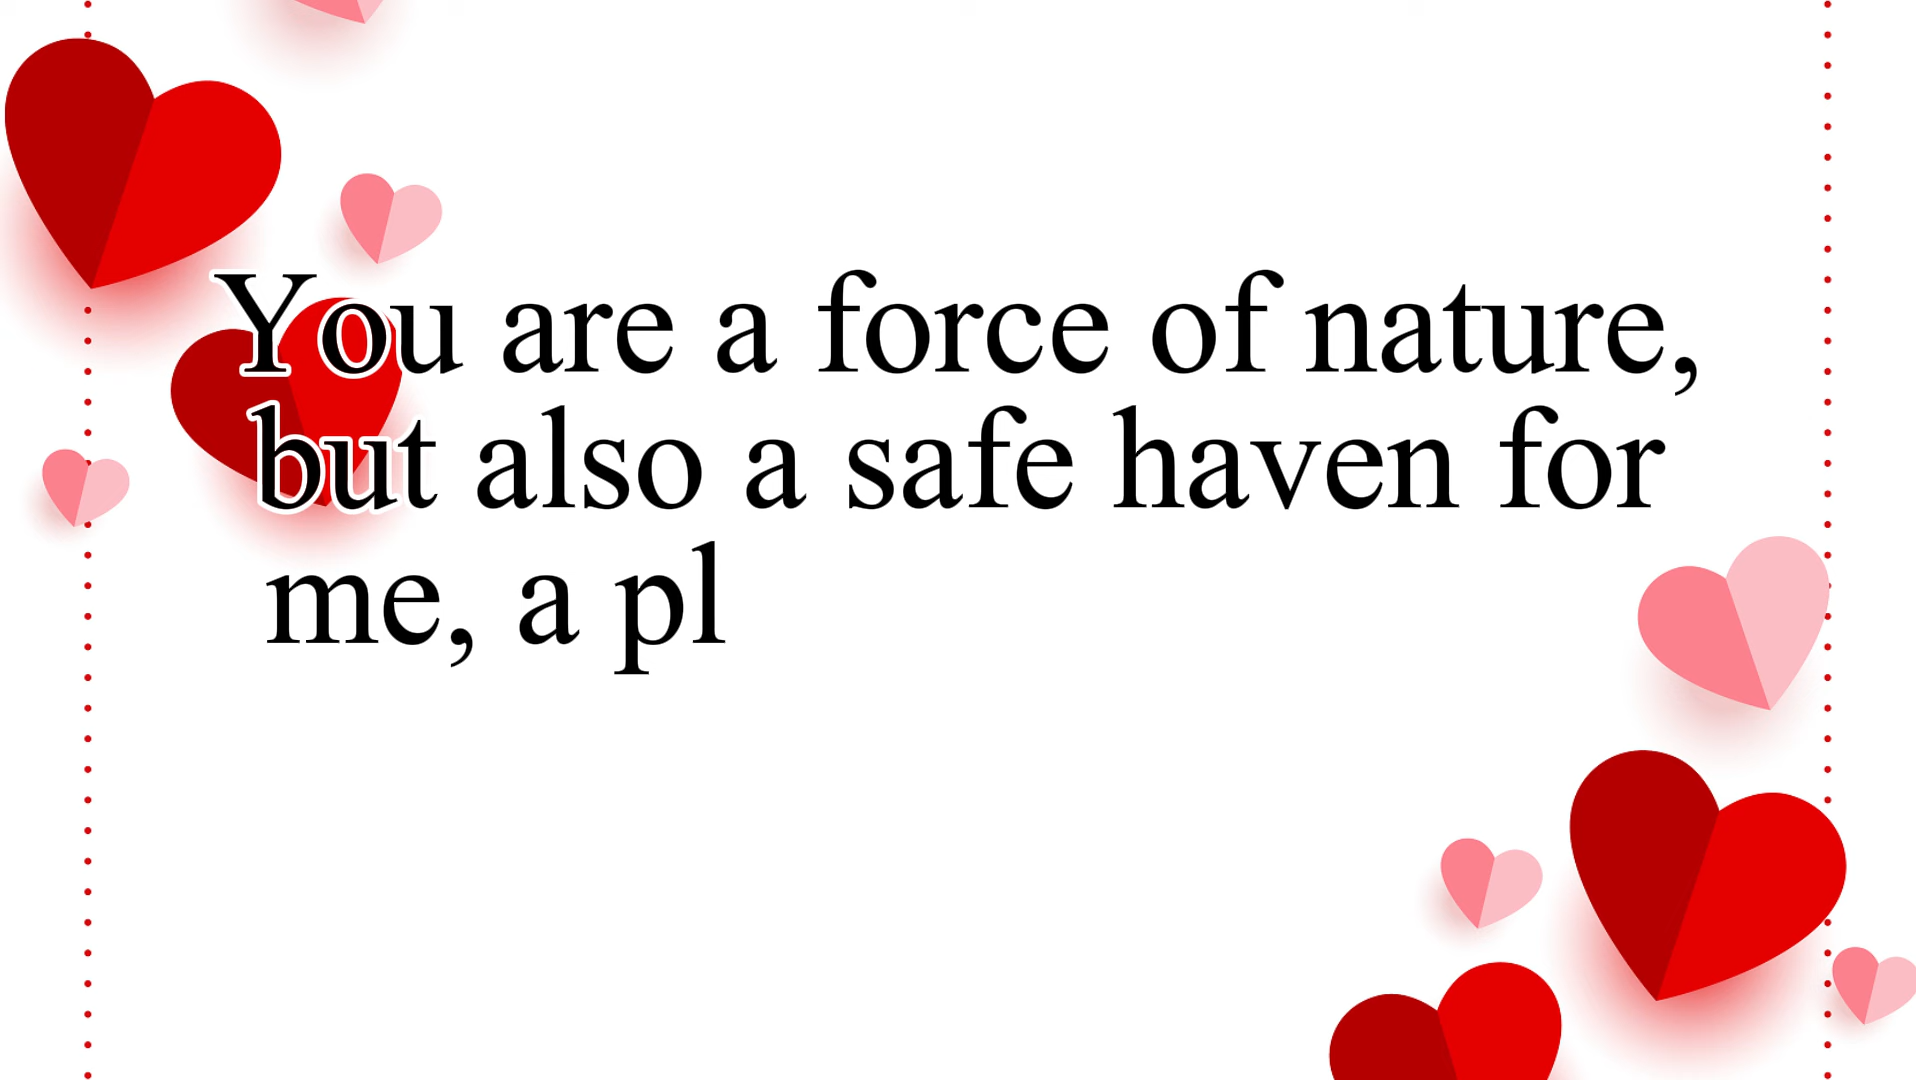 You are a force of nature,
but also a safe haven for
me, a pl